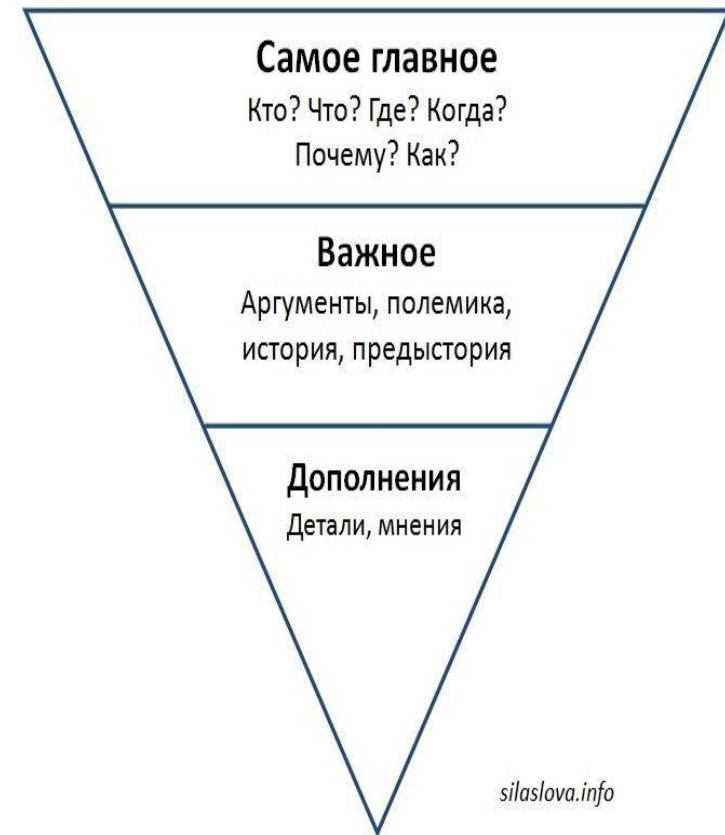 Самое главное
Кто? Что? Где? Когда?
Почему? Как?
Важное
Аргументы, полемика,
история, предыстория
Дополнения
Детали, мнения
silaslova.info